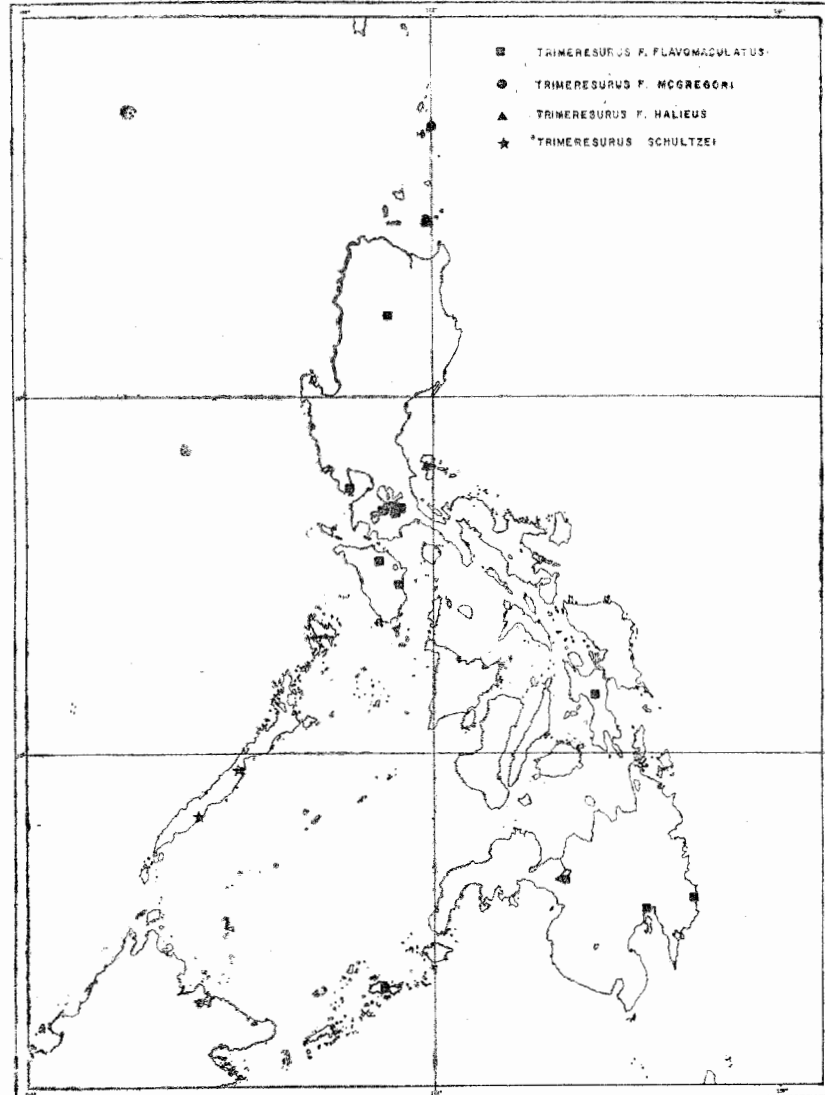 TRIMERESURUS F. FLAVOMACULATUS
TRIMERESURUS F. MCGREGORI
TRIMERESURUS F. HALIEUS
*TRIMERESURUS SCHULTZEI